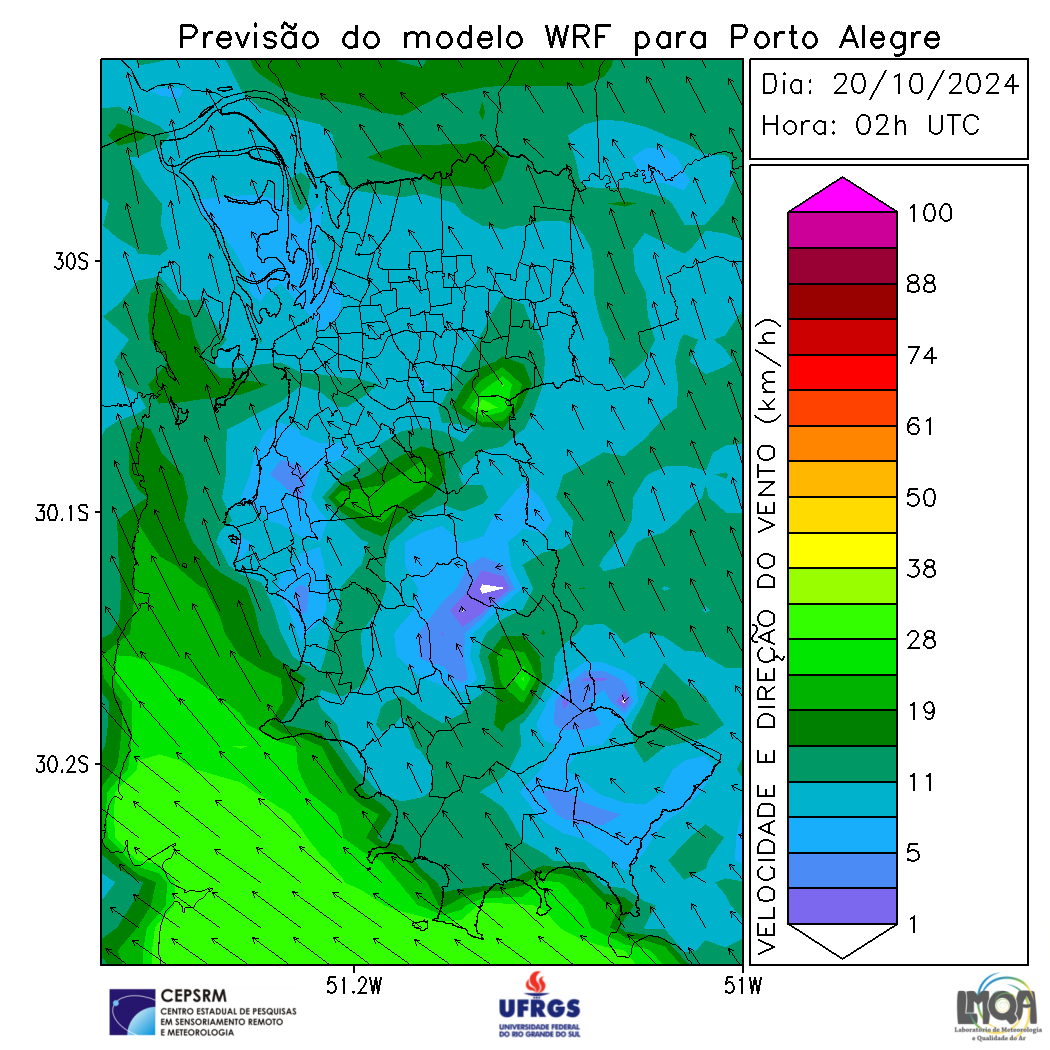 Previsão do modelo WRF para Porto Alegre
Dia: 20/10/2024
Hora: 02h UTC
30S
30.1S
30.2S
51.2W
51W
VELOCIDADE E DIREÇÃO DO VENTO (km/h)
100
88
74
61
50
38
28
19
11
5
1
CEPSRM
CENTRO ESTADUAL DE PESQUISAS
EM SENSORIAMENTO REMOTO
E METEOROLOGIA
UFRGS
UNIVERSIDADE FEDERAL
DO RIO GRANDE DO SUL
LMQA
Laboratório de Meteorologia
e Qualidade do Ar